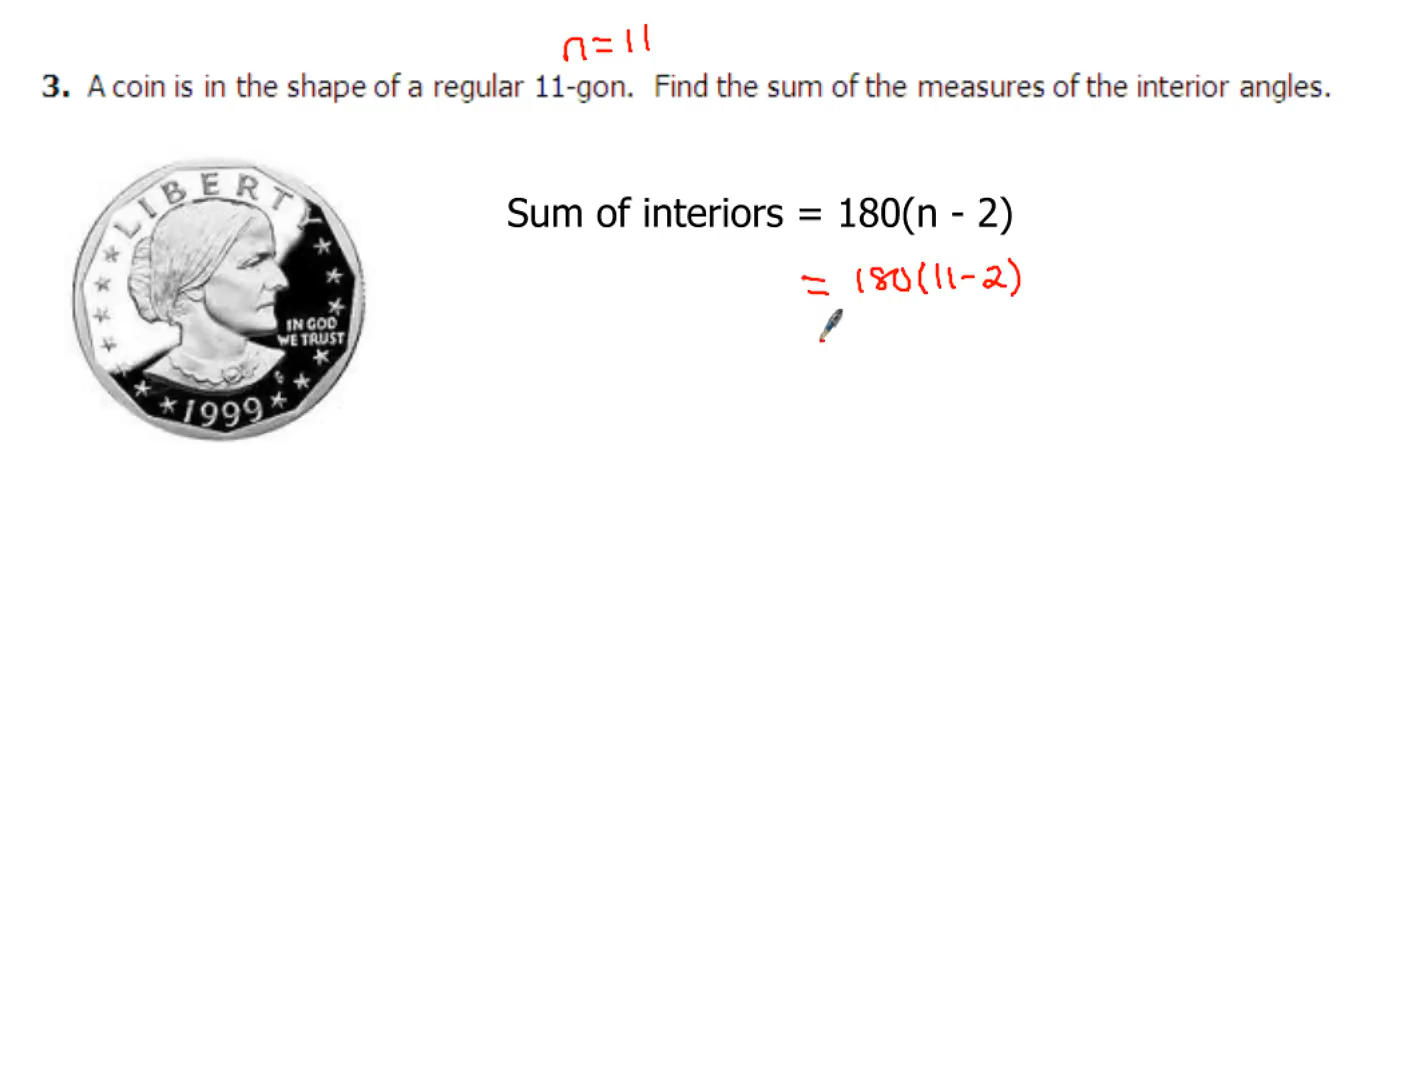 n=11
3. A coin is in the shape of a regular 11-gon. Find the sum of the measures of the interior angles.
LIBERTY
IN GOD
WE TRUST
1999
Sum of interiors = 180(n - 2)
= 180(11-2)